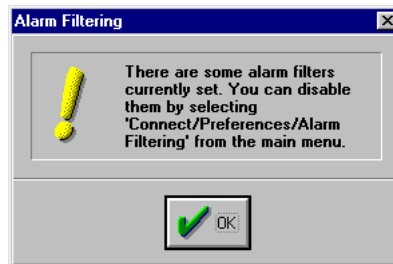 Alarm Filtering
There are some alarm filters
currently set. You can disable
them by selecting
'Connect/Preferences/Alarm
Filtering' from the main menu.
OK